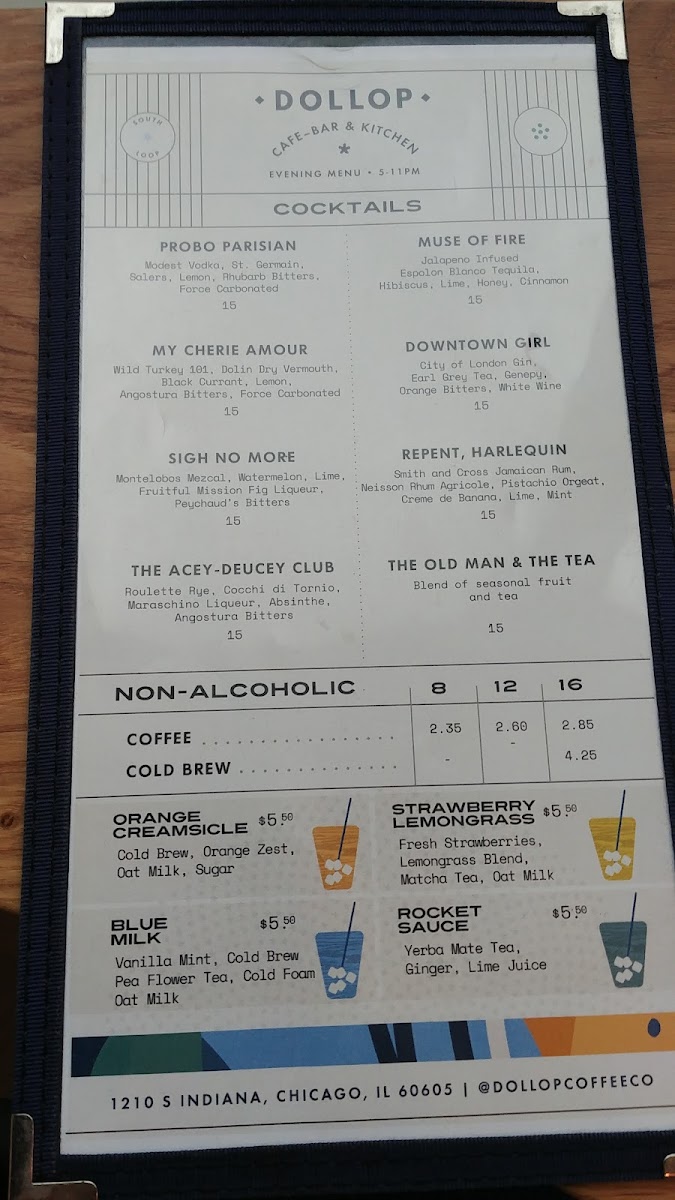 SOUTH
LOOP
DOLLOP
CAFE-BAR & KITCHEN
EVENING MENU • 5-11PM
COCKTAILS
PROBO PARISIAN
Modest Vodka, St. Germain,
Salers, Lemon, Rhubarb Bitters,
Force Carbonated
15
MY CHERIE AMOUR
Wild Turkey 101, Dolin Dry Vermouth,
Black Currant, Lemon,
Angostura Bitters, Force Carbonated
15
SIGH NO MORE
Montelobos Mezcal, Watermelon, Lime,
Fruitful Mission Fig Liqueur,
Peychaud's Bitters
15
THE ACEY-DEUCEY CLUB
Roulette Rye, Cocchi di Tornio,
Maraschino Liqueur, Absinthe,
Angostura Bitters
15
MUSE OF FIRE
Jalapeno Infused
Espolon Blanco Tequila,
Hibiscus, Lime, Honey, Cinnamon
15
DOWNTOWN GIRL
City of London Gin,
Earl Grey Tea, Genepy,
Orange Bitters, White Wine
15
REPENT, HARLEQUIN
Smith and Cross Jamaican Rum,
Neisson Rhum Agricole, Pistachio Orgeat,
Creme de Banana, Lime, Mint
15
THE OLD MAN & THE TEA
Blend of seasonal fruit
and tea
15
NON-ALCOHOLIC 8 12 16
COFFEE . . . . . . . . . . . . . . . . . 2.35 2.60 2.85
COLD BREW . . . . . . . . . . . . . . - - 4.25
ORANGE
CREAMSICLE $5.50
Cold Brew, Orange Zest,
Oat Milk, Sugar
STRAWBERRY
LEMONGRASS $5.50
Fresh Strawberries,
Lemongrass Blend,
Matcha Tea, Oat Milk
BLUE
MILK $5.50
Vanilla Mint, Cold Brew
Pea Flower Tea, Cold Foam
Oat Milk
ROCKET
SAUCE $5.50
Yerba Mate Tea,
Ginger, Lime Juice
1210 S INDIANA, CHICAGO, IL 60605 | @DOLLOPCOFFEECO